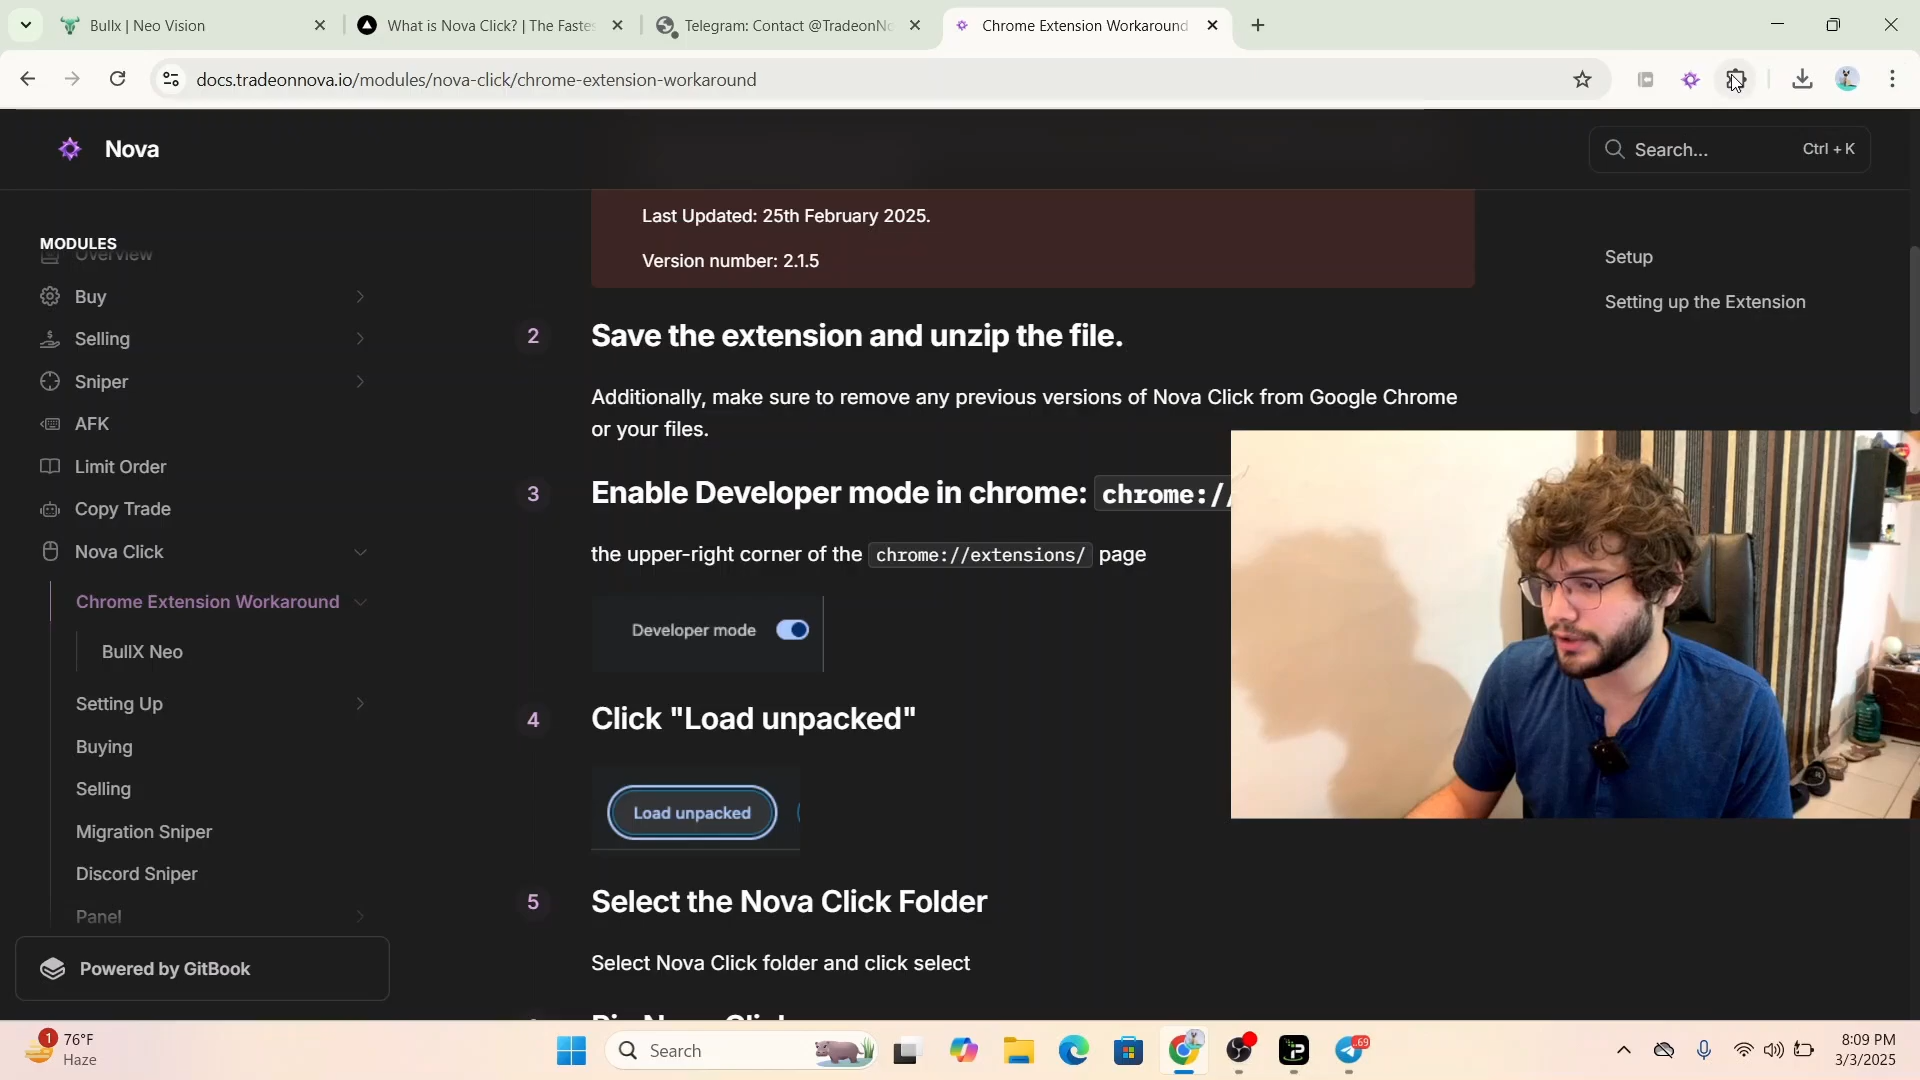 Bullx | Neo Vision
What is Nova Click? | The Fastes
Telegram: Contact @TradeonNo
Chrome Extension Workaround
docs.tradeonnova.io/modules/nova-click/chrome-extension-workaround
Nova
Search...
Ctrl + K
MODULES
Overview
Buy
Selling
Sniper
AFK
Limit Order
Copy Trade
Nova Click
Chrome Extension Workaround
BullX Neo
Setting Up
Buying
Selling
Migration Sniper
Discord Sniper
Panel
Powered by GitBook
Last Updated: 25th February 2025.
Version number: 2.1.5
2
Save the extension and unzip the file.
Additionally, make sure to remove any previous versions of Nova Click from Google Chrome
or your files.
3
Enable Developer mode in chrome: chrome://
the upper-right corner of the chrome://extensions/ page
Developer mode
4
Click "Load unpacked"
Load unpacked
5
Select the Nova Click Folder
Select Nova Click folder and click select
Setup
Setting up the Extension
1
76°F
Haze
Search
69
8:09 PM
3/3/2025